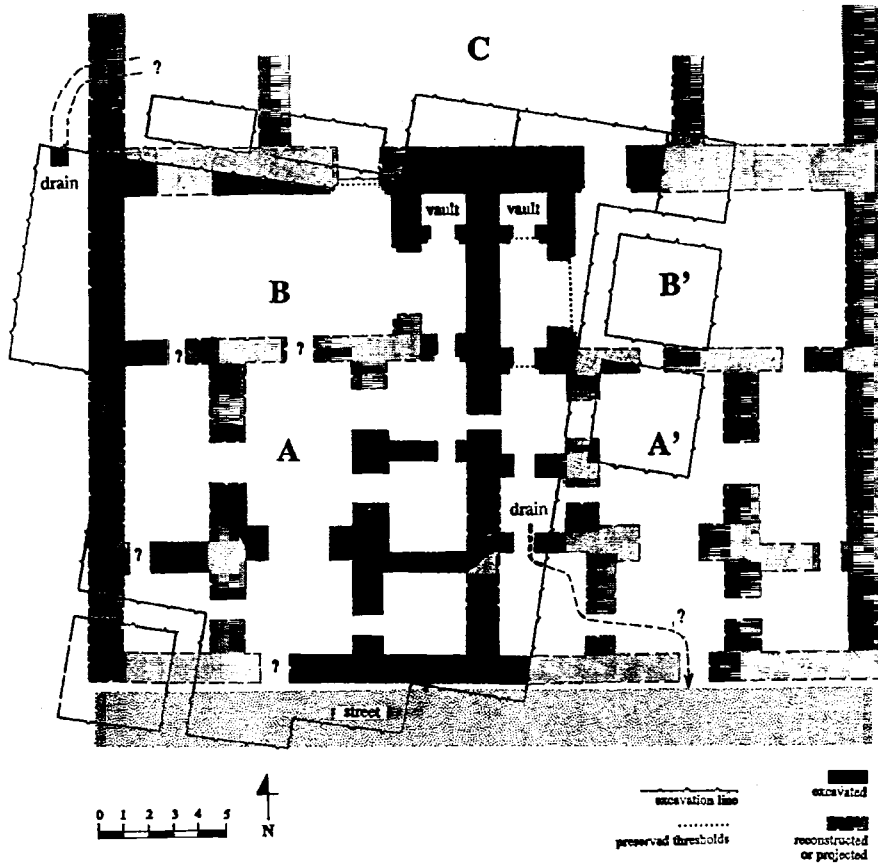 C
?
drain
vault vault
B
B’
? ?
A
A’
drain
?
?
?
street
0 1 2 3 4 5
N
excavation line
excavated
preserved thresholds
reconstructed
or projected